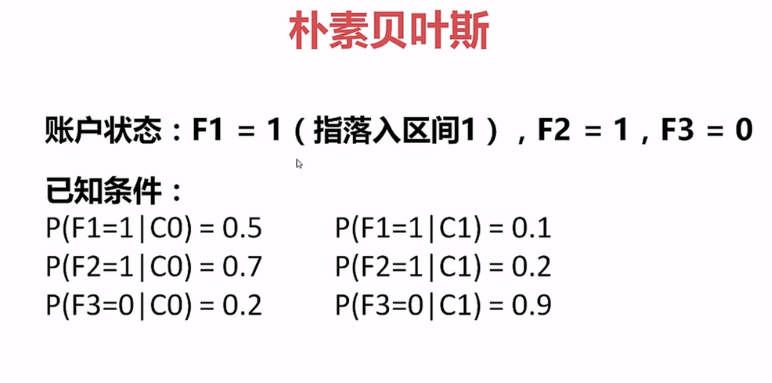 朴素贝叶斯
账户状态：F1 = 1（指落入区间1），F2 = 1，F3 = 0
已知条件：
P(F1=1|C0) = 0.5 P(F1=1|C1) = 0.1
P(F2=1|C0) = 0.7 P(F2=1|C1) = 0.2
P(F3=0|C0) = 0.2 P(F3=0|C1) = 0.9